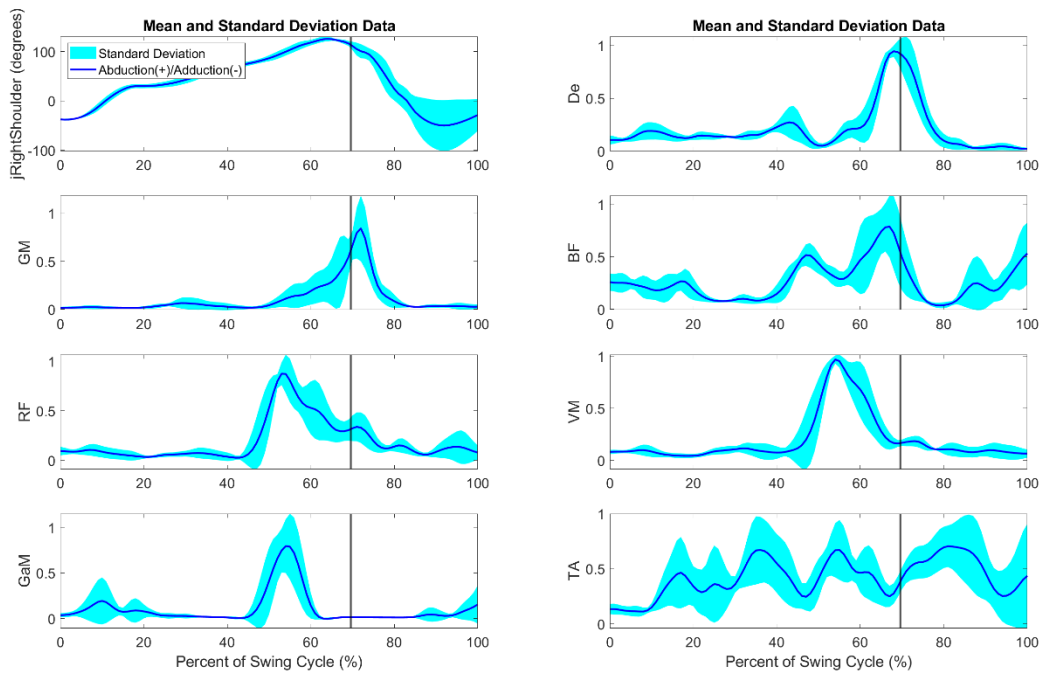 Mean and Standard Deviation Data
jRightShoulder (degrees)
100
0
-100
Standard Deviation
Abduction(+)/Adduction(-)
0 20 40 60 80 100
Mean and Standard Deviation Data
De
1
0.5
0
0 20 40 60 80 100
GM
1
0.5
0
0 20 40 60 80 100
BF
1
0.5
0
0 20 40 60 80 100
RF
1
0.5
0
0 20 40 60 80 100
VM
1
0.5
0
0 20 40 60 80 100
GaM
1
0.5
0
0 20 40 60 80 100
Percent of Swing Cycle (%)
TA
1
0.5
0
0 20 40 60 80 100
Percent of Swing Cycle (%)